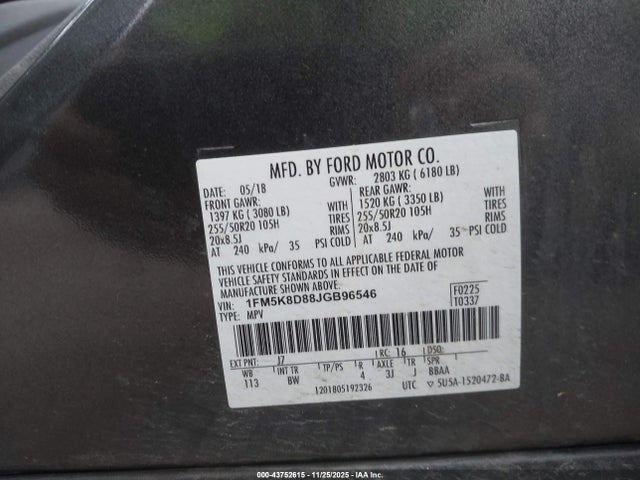 MFD. BY FORD MOTOR CO.
DATE: 05/18 GVWR: 2803 KG ( 6180 LB)
FRONT GAWR: REAR GAWR:
1397 KG ( 3080 LB) WITH 1520 KG ( 3350 LB) WITH
255/50R20 105H TIRES 255/50R20 105H TIRES
20x8.5J RIMS 20x8.5J RIMS
AT 240 kPa/ 35 PSI COLD AT 240 kPa/ 35 PSI COLD
THIS VEHICLE CONFORMS TO ALL APPLICABLE FEDERAL MOTOR
VEHICLE SAFETY STANDARDS IN EFFECT ON THE DATE OF
MANUFACTURE SHOWN ABOVE.
VIN: 1FM5K8D88JGB96546 F0225
TYPE: MPV T0337
EXT PNT: J7 RC: 16 DSO:
WB INT TR TP/PS R AXLE TR SPR
113 BW 4 3J J BBAA
1201805192326 UTC ▽ 5U5A-1520472-BA
000-43752615 - 11/25/2025 - IAA Inc.